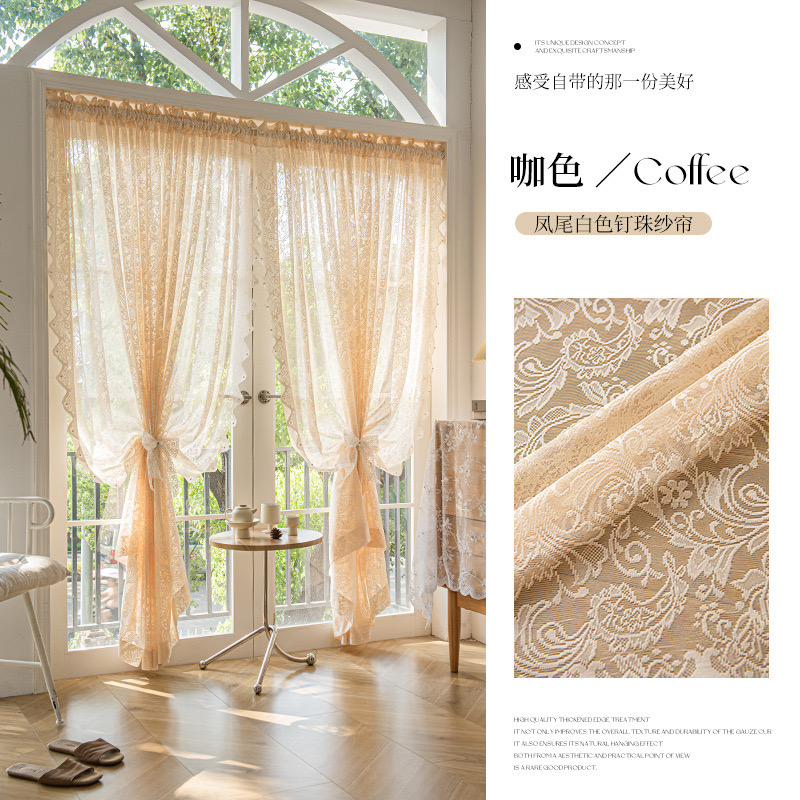 ITS UNIQUE DESIGN CONCEPT
AND EXQUISITE CRAFTSMANSHIP
感受自带的那一份美好
咖色 ／Coffee
凤尾白色钉珠纱帘
HIGH QUALITY THICKENED EDGE TREATMENT
IT NOT ONLY IMPROVES THE OVERALL TEXTURE AND DURABILITY OF THE GAUZE CUR
IT ALSO ENSURES ITS NATURAL HANGING EFFECT
BOTH FROM A AESTHETIC AND PRACTICAL POINT OF VIEW
IS A RARE GOOD PRODUCT.